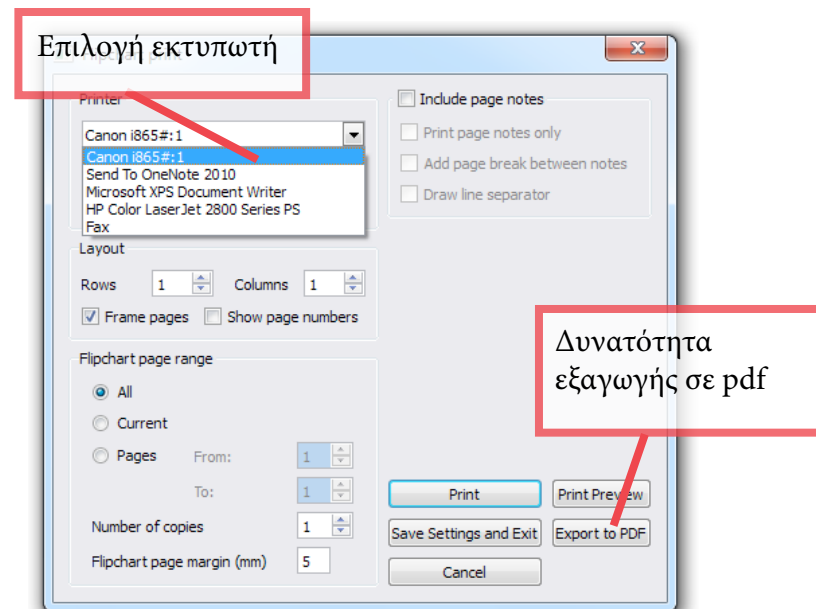 Επιλογή εκτυπωτή
Printer
Canon i865#:1
Canon i865#:1
Send To OneNote 2010
Microsoft XPS Document Writer
HP Color LaserJet 2800 Series PS
Fax
Include page notes
Print page notes only
Add page break between notes
Draw line separator
Layout
Rows 1 Columns 1
Frame pages Show page numbers
Δυνατότητα
εξαγωγής σε pdf
Flipchart page range
All
Current
Pages From: 1
To: 1
Number of copies 1
Flipchart page margin (mm) 5
Print Print Preview
Save Settings and Exit Export to PDF
Cancel